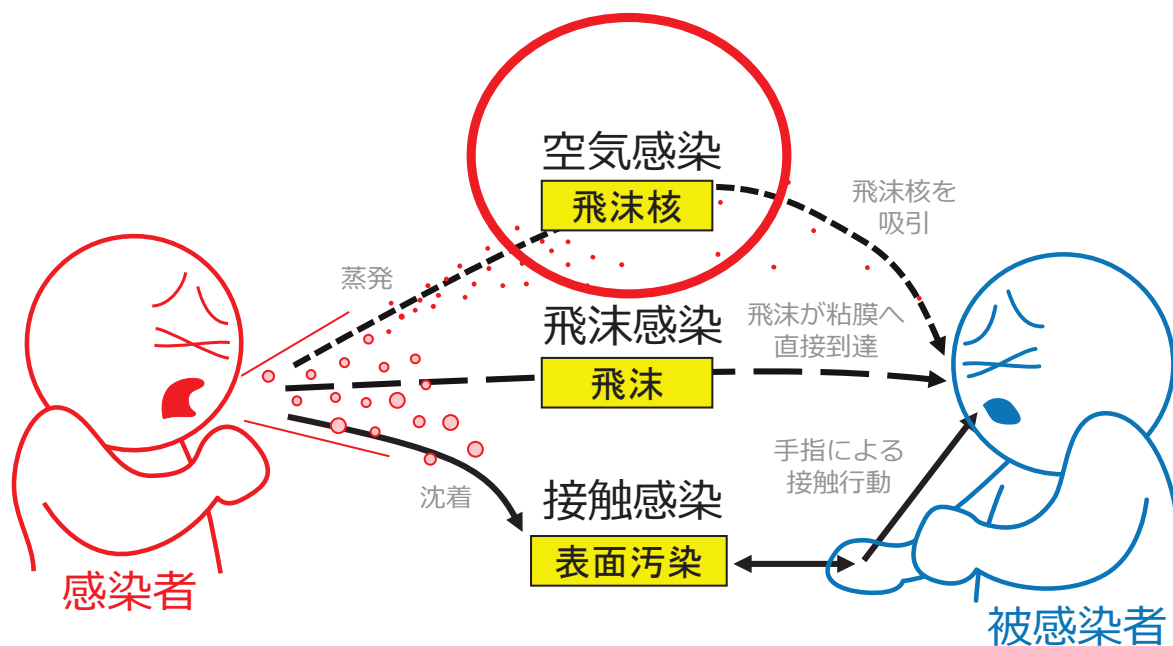 空気感染
飛沫核
飛沫核を
吸引
蒸発
飛沫感染
飛沫
飛沫が粘膜へ
直接到達
沈着
接触感染
表面汚染
手指による
接触行動
感染者
被感染者